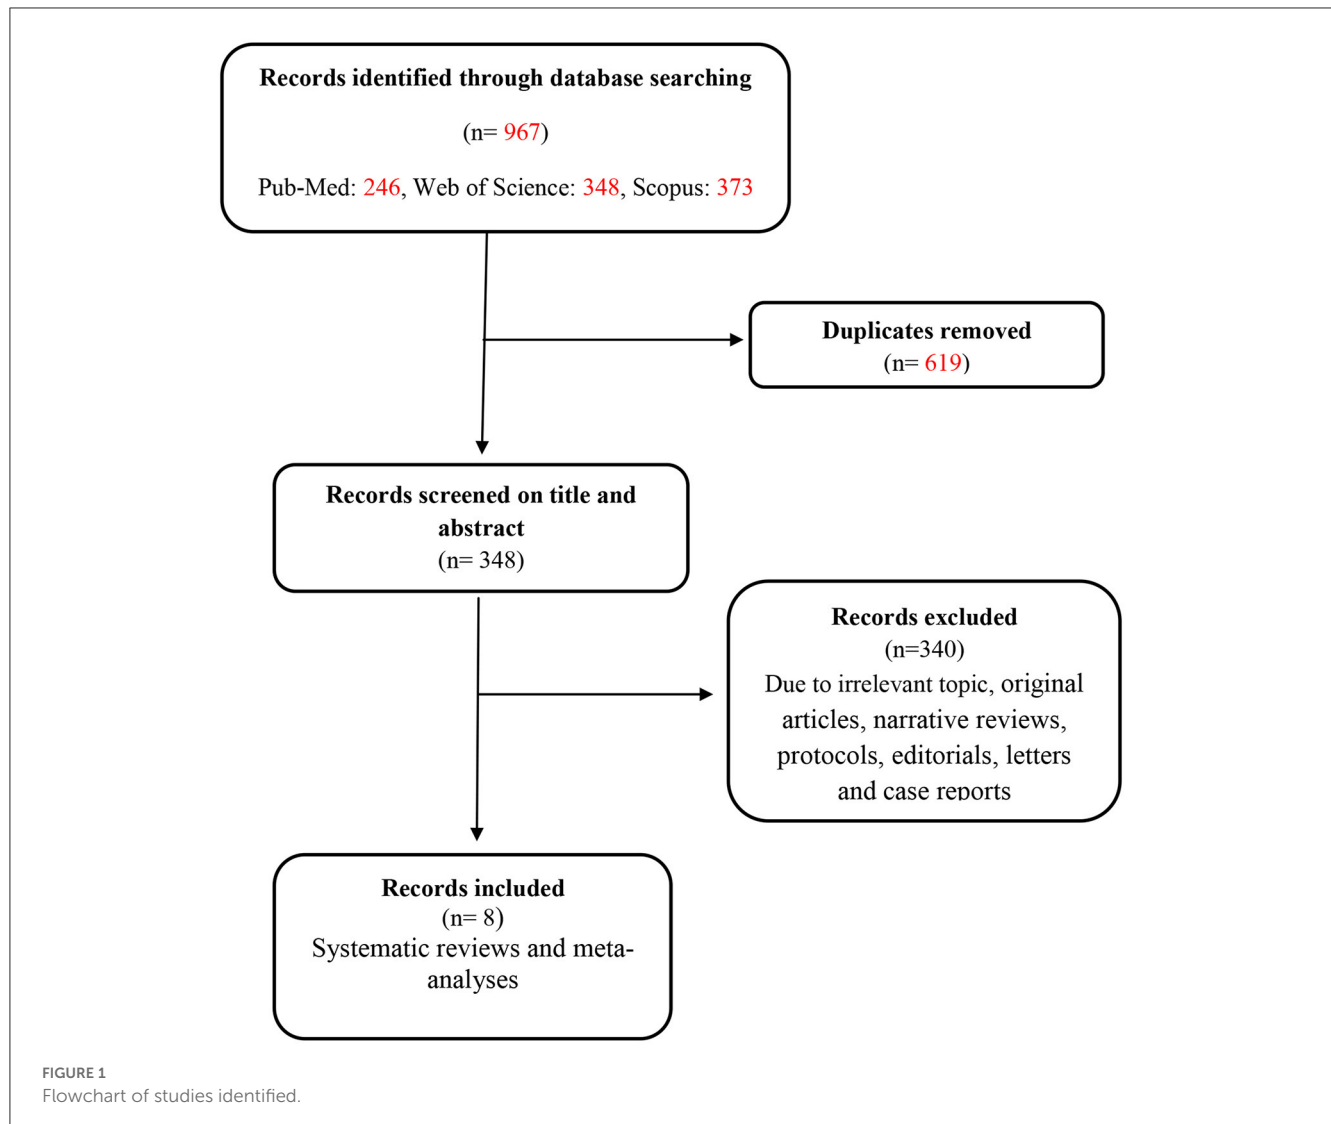 Records identified through database searching
(n= 967)
Pub-Med: 246, Web of Science: 348, Scopus: 373
Duplicates removed
(n= 619)
Records screened on title and
abstract
(n= 348)
Records excluded
(n=340)
Due to irrelevant topic, original
articles, narrative reviews,
protocols, editorials, letters
and case reports
Records included
(n= 8)
Systematic reviews and meta-
analyses
FIGURE 1
Flowchart of studies identified.